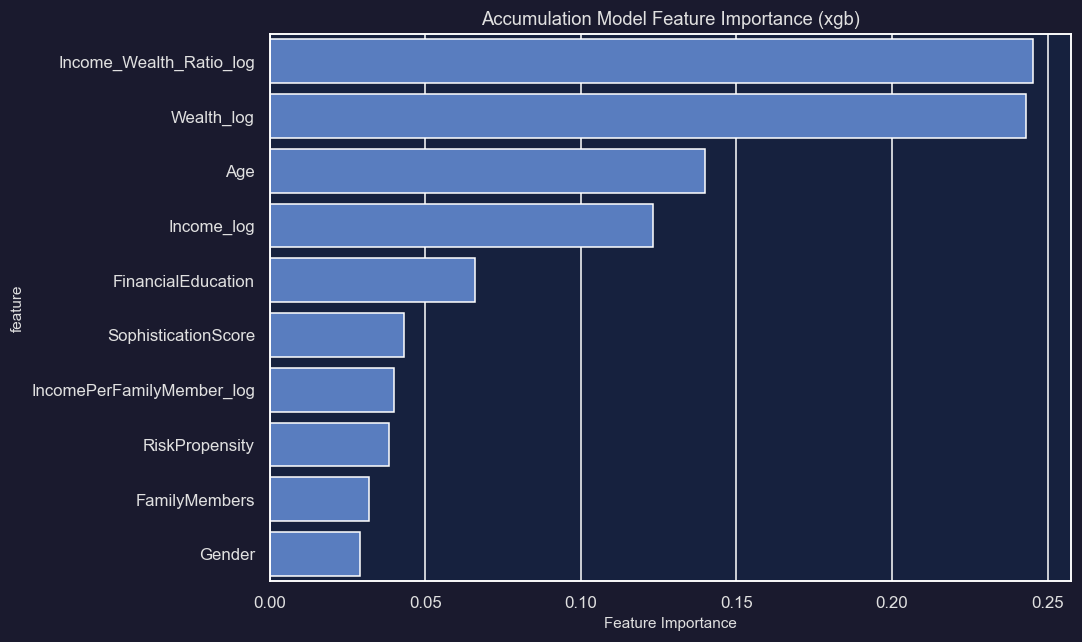 Accumulation Model Feature Importance (xgb)
Income_Wealth_Ratio_log
Wealth_log
Age
Income_log
FinancialEducation
SophisticationScore
IncomePerFamilyMember_log
RiskPropensity
FamilyMembers
Gender
feature
0.00 0.05 0.10 0.15 0.20 0.25
Feature Importance